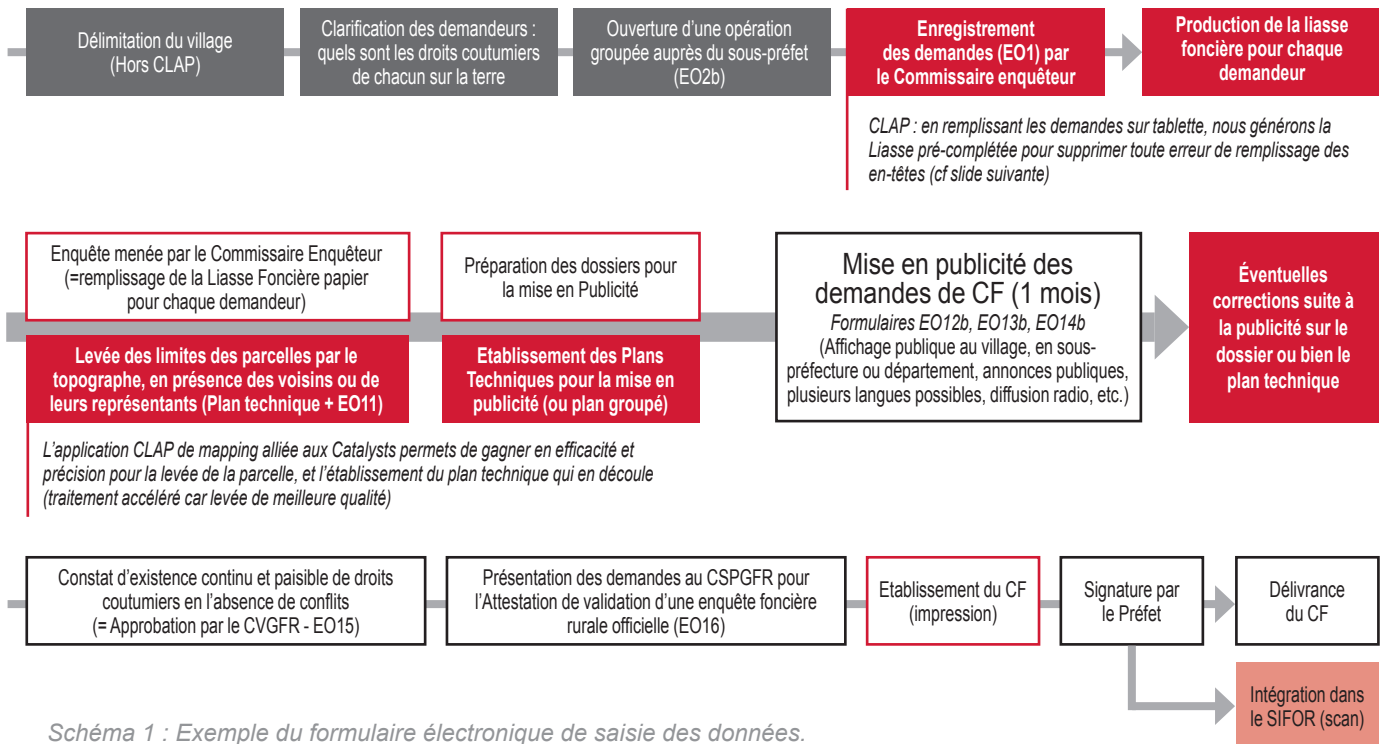 Délimitation du village
(Hors CLAP)
Clarification des demandeurs :
quels sont les droits coutumiers
de chacun sur la terre
Ouverture d'une opération
groupée auprès du sous-préfet
(EO2b)
Enregistrement
des demandes (EO1) par
le Commissaire enquêteur
Production de la liasse
foncière pour chaque
demandeur
CLAP : en remplissant les demandes sur tablette, nous générons la
Liasse pré-complétée pour supprimer toute erreur de remplissage des
en-têtes (cf slide suivante)
Enquête menée par le Commissaire Enquêteur
(=remplissage de la Liasse Foncière papier
pour chaque demandeur)
Préparation des dossiers pour
la mise en Publicité
Levée des limites des parcelles par le
topographe, en présence des voisins ou de
leurs représentants (Plan technique + EO11)
Etablissement des Plans
Techniques pour la mise en
publicité (ou plan groupé)
Mise en publicité des
demandes de CF (1 mois)
Formulaires EO12b, EO13b, EO14b
(Affichage publique au village, en sous-
préfecture ou département, annonces publiques,
plusieurs langues possibles, diffusion radio, etc.)
Éventuelles
corrections suite à
la publicité sur le
dossier ou bien le
plan technique
L'application CLAP de mapping alliée aux Catalysts permets de gagner en efficacité et
précision pour la levée de la parcelle, et l'établissement du plan technique qui en découle
(traitement accéléré car levée de meilleure qualité)
Constat d'existence continu et paisible de droits
coutumiers en l'absence de conflits
(= Approbation par le CVGFR - EO15)
Présentation des demandes au CSPGFR pour
l'Attestation de validation d'une enquête foncière
rurale officielle (EO16)
Etablissement du CF
(impression)
Signature par
le Préfet
Délivrance
du CF
Intégration dans
le SIFOR (scan)
Schéma 1 : Exemple du formulaire électronique de saisie des données.